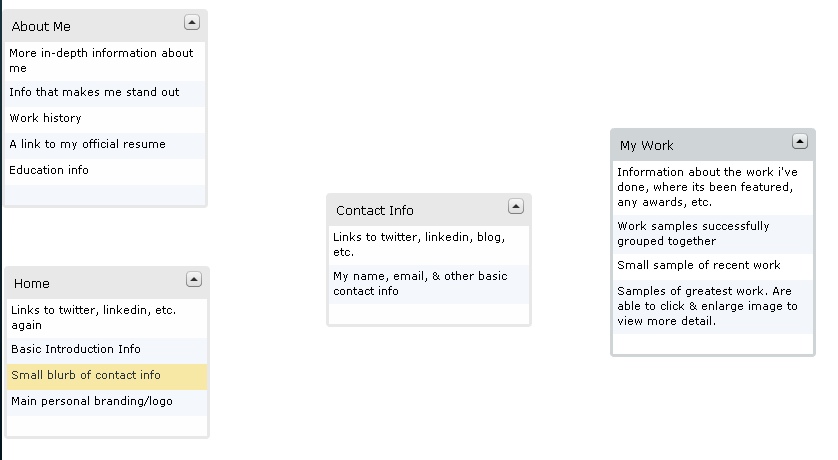 About Me
More in-depth information about
me
Info that makes me stand out
Work history
A link to my official resume
Education info
Home
Links to twitter, linkedin, etc.
again
Basic Introduction Info
Small blurb of contact info
Main personal branding/logo
Contact Info
Links to twitter, linkedin, blog,
etc.
My name, email, & other basic
contact info
My Work
Information about the work i've
done, where its been featured,
any awards, etc.
Work samples successfully
grouped together
Small sample of recent work
Samples of greatest work. Are
able to click & enlarge image to
view more detail.